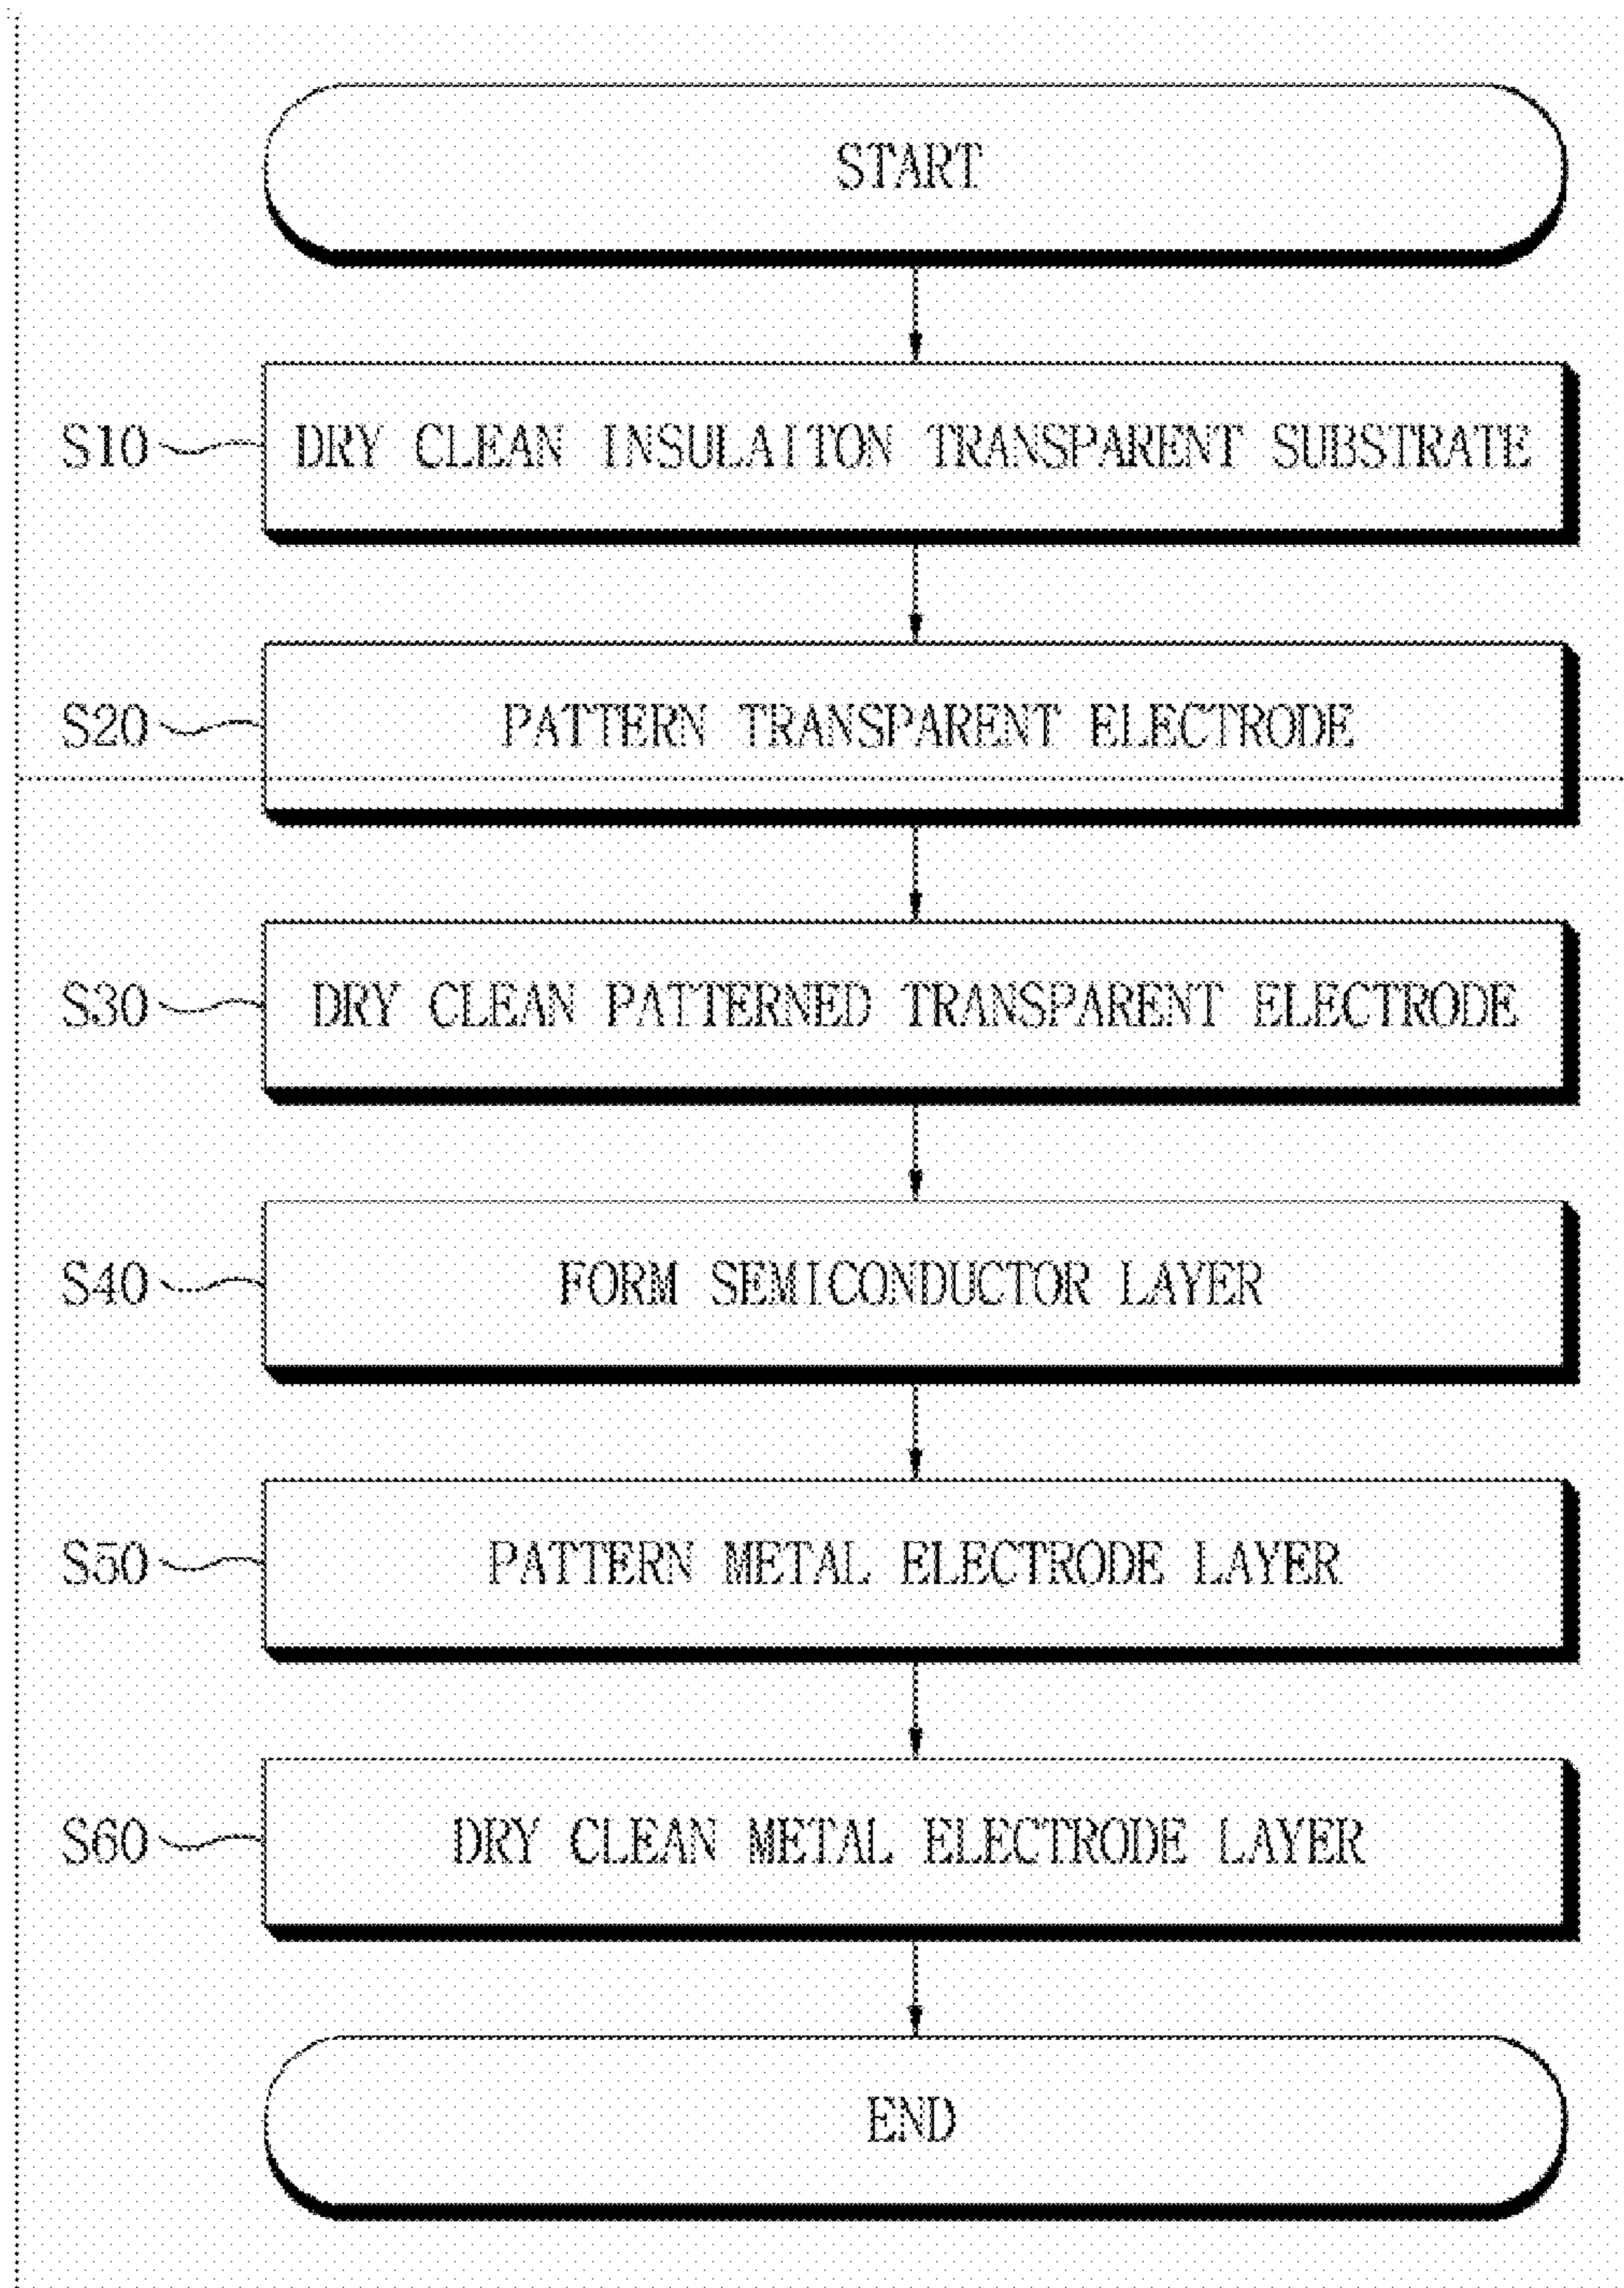 START
S10 DRY CLEAN INSULAITON TRANSPARENT SUBSTRATE
S20 PATTERN TRANSPARENT ELECTRODE
S30 DRY CLEAN PATTERNED TRANSPARENT ELECTRODE
S40 FORM SEMICONDUCTOR LAYER
S50 PATTERN METAL ELECTRODE LAYER
S60 DRY CLEAN METAL ELECTRODE LAYER
END